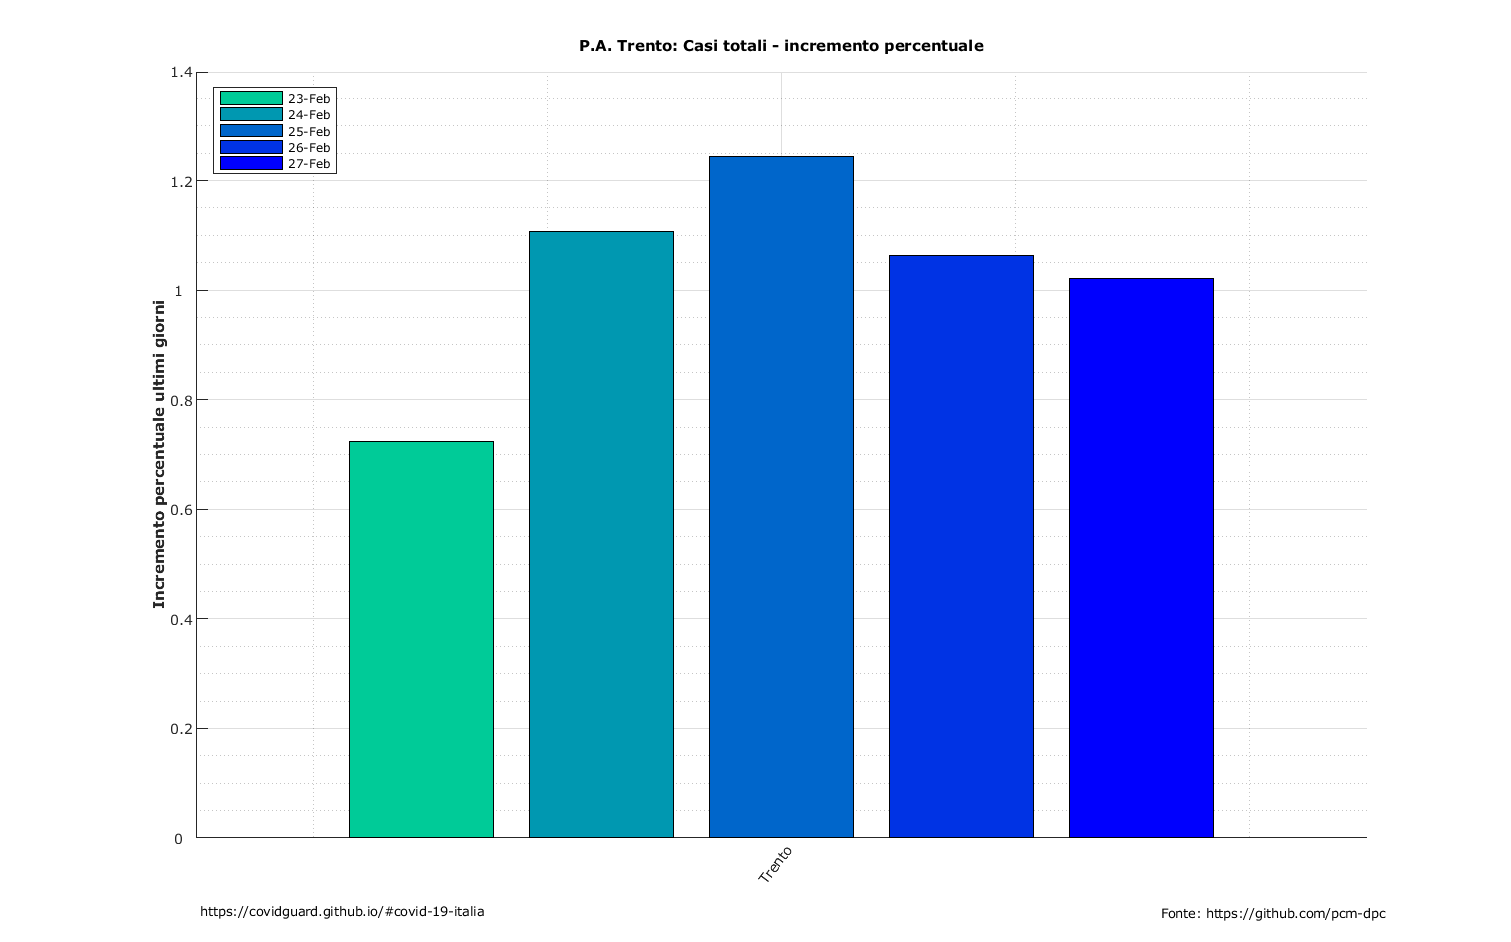 P.A. Trento: Casi totali - incremento percentuale
1.4
1.2
1
0.8
0.6
0.4
0.2
0
Incremento percentuale ultimi giorni
23-Feb
24-Feb
25-Feb
26-Feb
27-Feb
Trento
https://covidguard.github.io/#covid-19-italia
Fonte: https://github.com/pcm-dpc